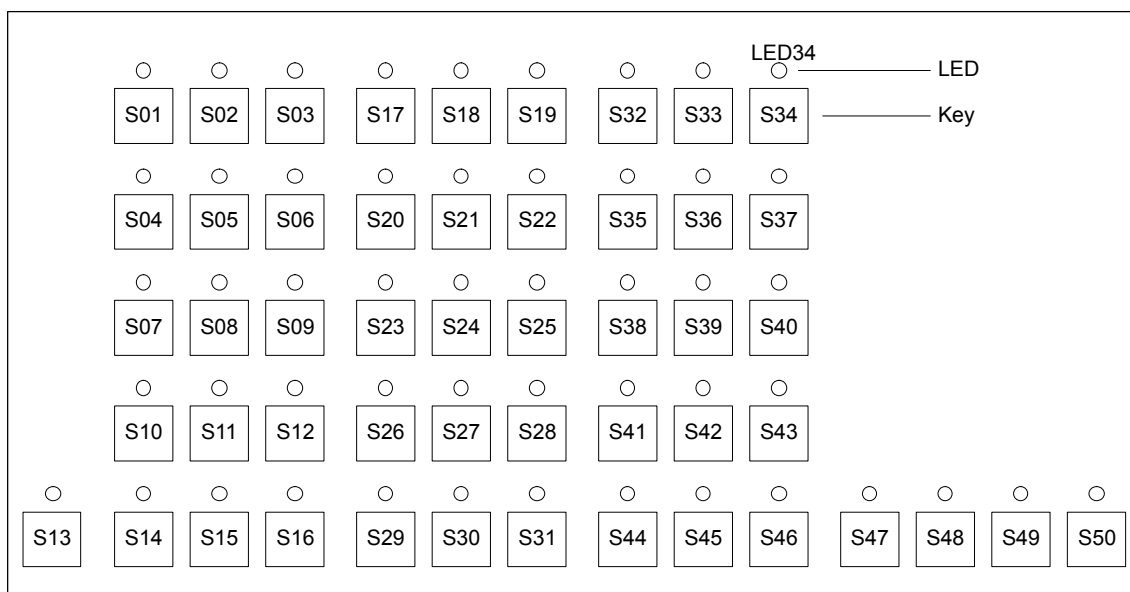 LED34
LED
S01 S02 S03 S17 S18 S19 S32 S33 S34 Key
S04 S05 S06 S20 S21 S22 S35 S36 S37
S07 S08 S09 S23 S24 S25 S38 S39 S40
S10 S11 S12 S26 S27 S28 S41 S42 S43
S13 S14 S15 S16 S29 S30 S31 S44 S45 S46 S47 S48 S49 S50